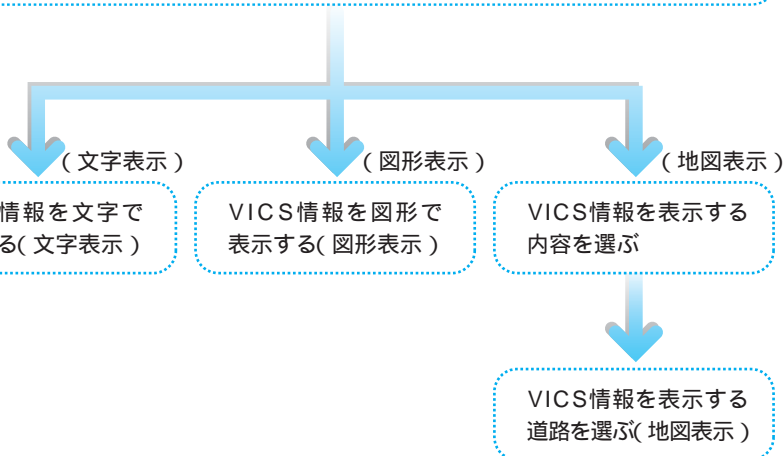 (文字表示)
(図形表示)
(地図表示)
情報を文字で
る(文字表示)
VICS情報を図形で
表示する(図形表示)
VICS情報を表示する
内容を選ぶ
VICS情報を表示する
道路を選ぶ(地図表示)